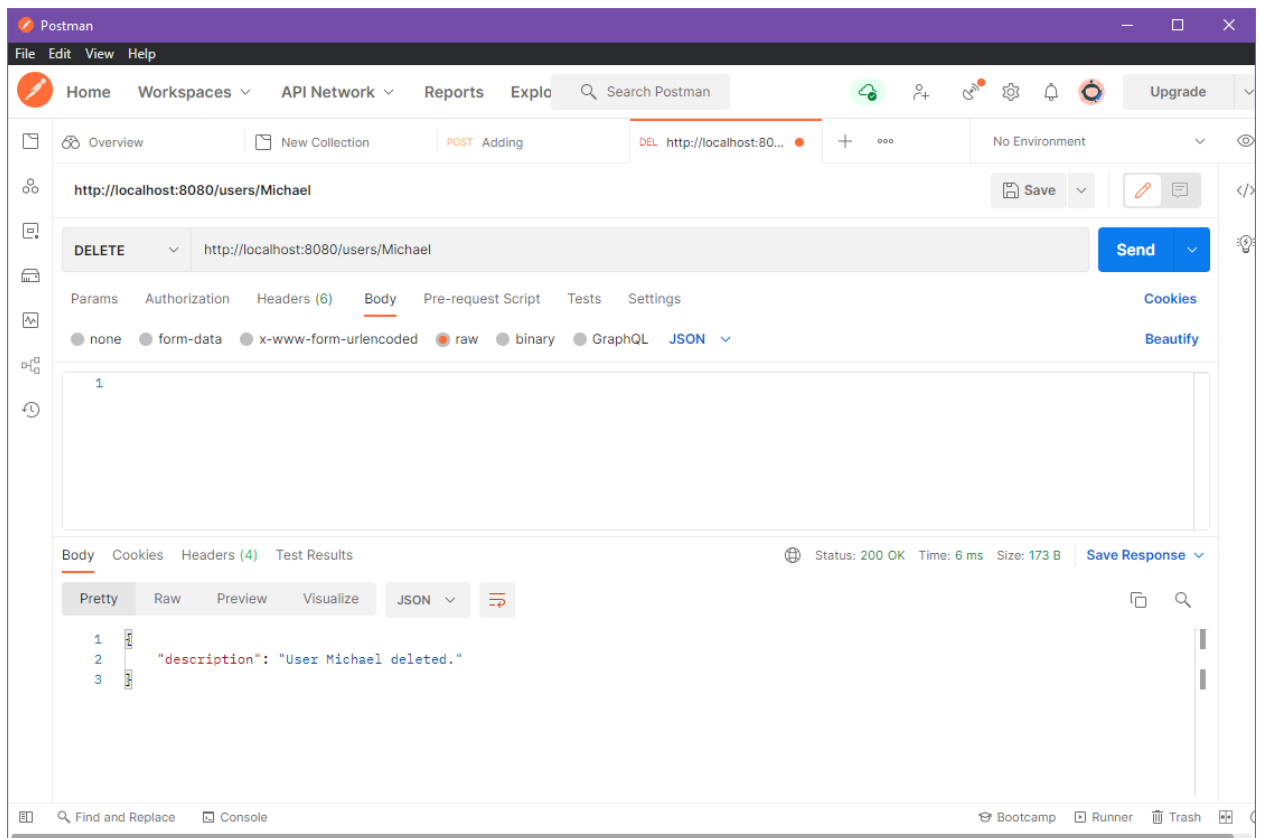 Postman
File Edit View Help
Home Workspaces API Network Reports Explo Search Postman Upgrade
Overview New Collection POST Adding DEL http://localhost:80... No Environment
http://localhost:8080/users/Michael Save
DELETE http://localhost:8080/users/Michael Send
Params Authorization Headers (6) Body Pre-request Script Tests Settings Cookies
none form-data x-www-form-urlencoded raw binary GraphQL JSON Beautify
1
Body Cookies Headers (4) Test Results Status: 200 OK Time: 6 ms Size: 173 B Save Response
Pretty Raw Preview Visualize JSON
1 {
2 "description": "User Michael deleted."
3 }
Find and Replace Console Bootcamp Runner Trash